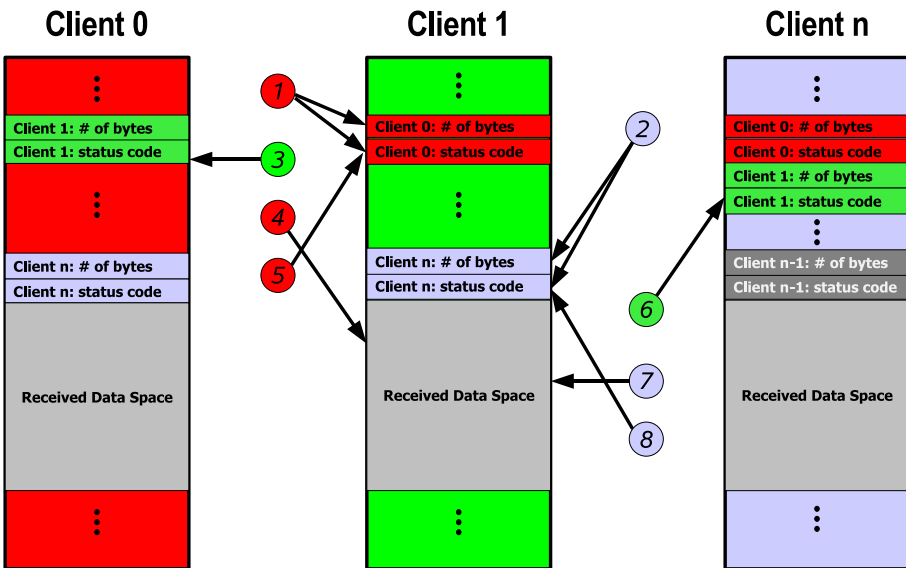 Client 0
Client 1
Client n
Client 1: # of bytes
Client 1: status code
Client n: # of bytes
Client n: status code
Received Data Space
1
3
4
5
Client 0: # of bytes
Client 0: status code
Client n: # of bytes
Client n: status code
Received Data Space
2
6
7
8
Client 0: # of bytes
Client 0: status code
Client 1: # of bytes
Client 1: status code
Client n-1: # of bytes
Client n-1: status code
Received Data Space